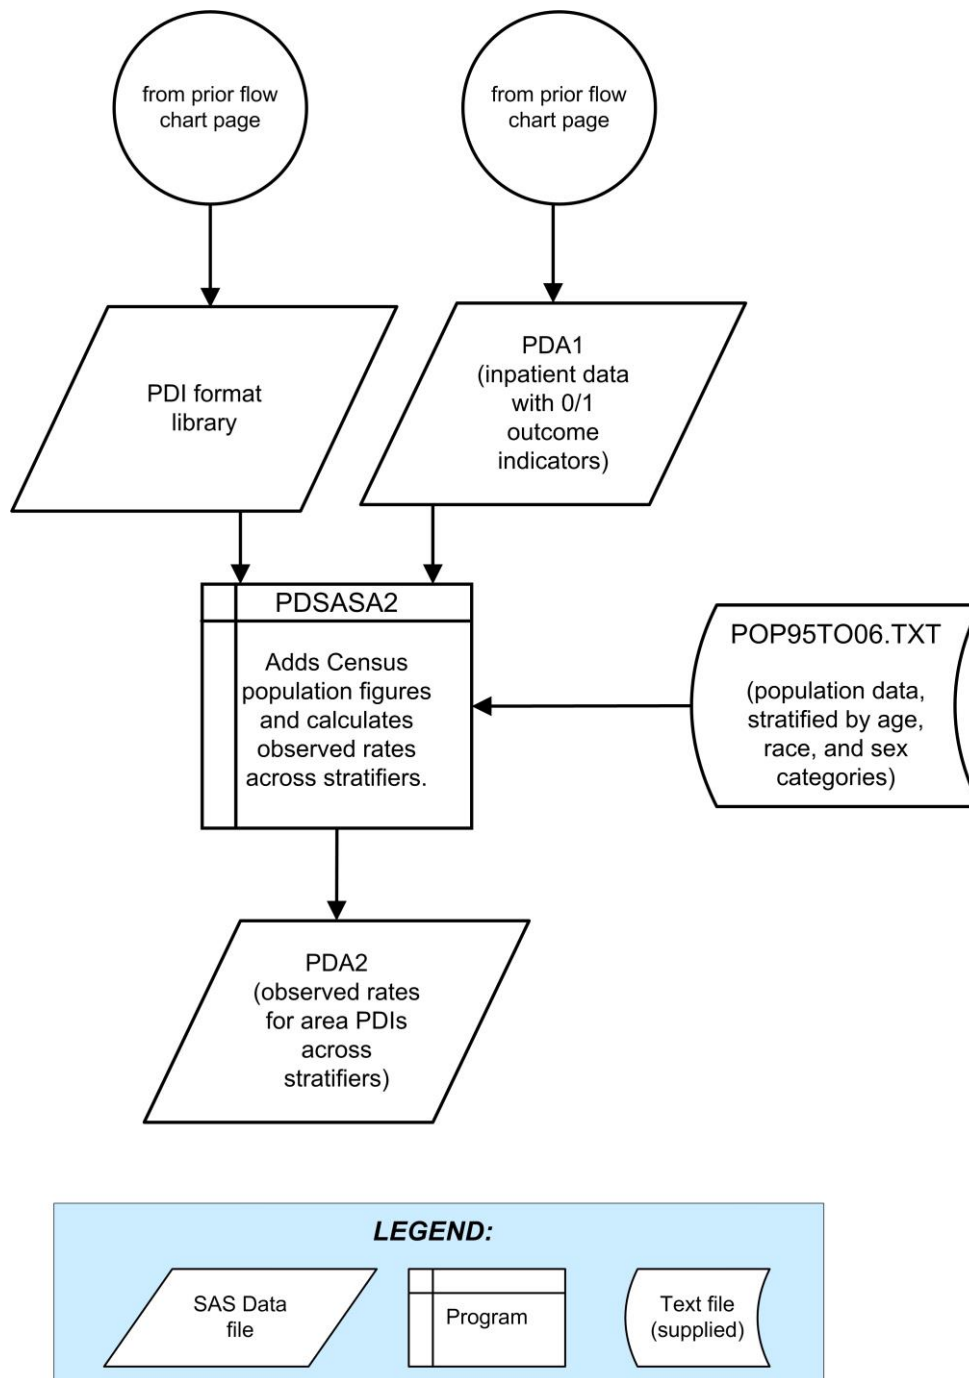 from prior flow
chart page
from prior flow
chart page
PDI format
library
PDA1
(inpatient data
with 0/1
outcome
indicators)
PDSASA2
Adds Census
population figures
and calculates
observed rates
across stratifiers.
POP95TO06.TXT
(population data,
stratified by age,
race, and sex
categories)
PDA2
(observed rates
for area PDIs
across
stratifiers)
LEGEND:
SAS Data
file
Program
Text file
(supplied)